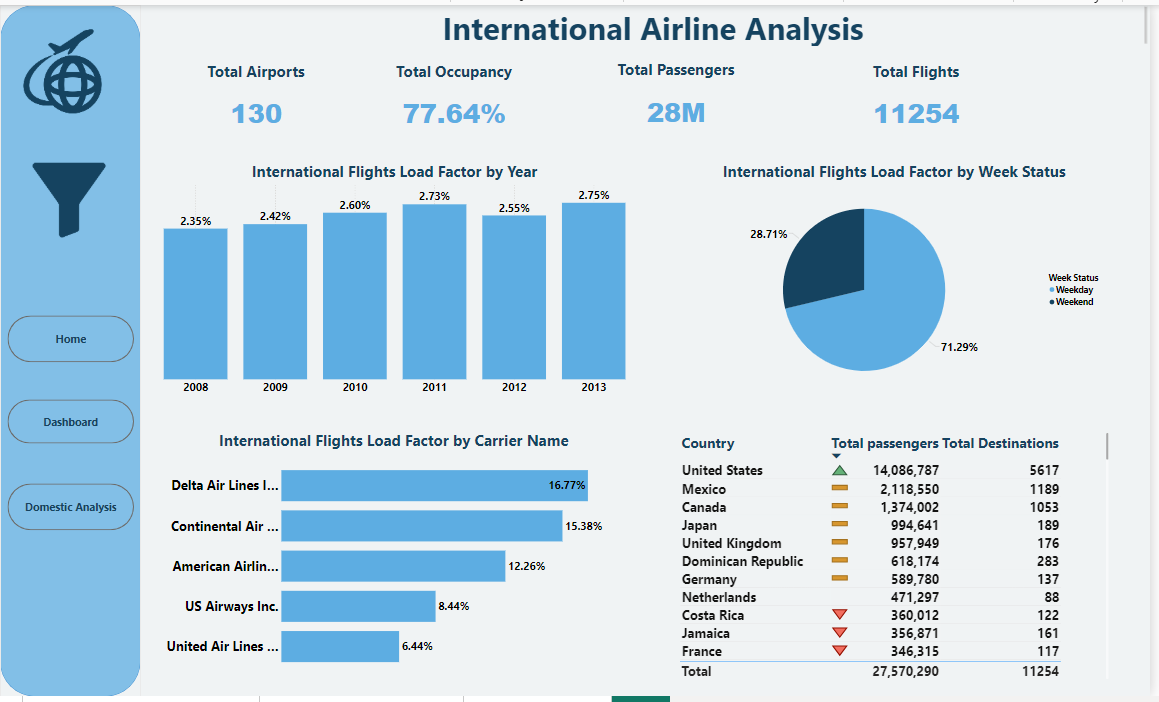 International Airline Analysis
Total Airports
Total Occupancy
Total Passengers
Total Flights
130
77.64%
28M
11254
Home
Dashboard
Domestic Analysis
International Flights Load Factor by Year
2.35%
2.42%
2.60%
2.73%
2.55%
2.75%
2008
2009
2010
2011
2012
2013
International Flights Load Factor by Week Status
28.71%
71.29%
Week Status
Weekday
Weekend
International Flights Load Factor by Carrier Name
Delta Air Lines I... 16.77%
Continental Air ... 15.38%
American Airlin... 12.26%
US Airways Inc. 8.44%
United Air Lines ... 6.44%
Country Total passengers Total Destinations
United States 14,086,787 5617
Mexico 2,118,550 1189
Canada 1,374,002 1053
Japan 994,641 189
United Kingdom 957,949 176
Dominican Republic 618,174 283
Germany 589,780 137
Netherlands 471,297 88
Costa Rica 360,012 122
Jamaica 356,871 161
France 346,315 117
Total 27,570,290 11254